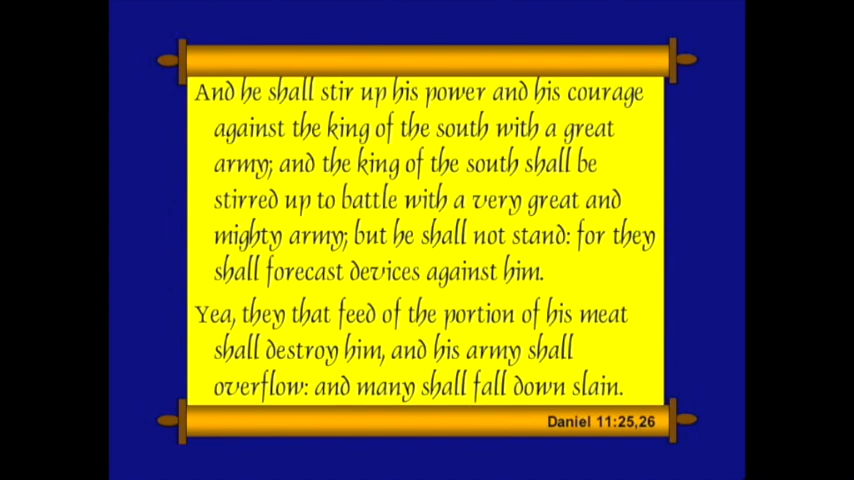 And he shall stir up his power and his courage
against the king of the south with a great
army; and the king of the south shall be
stirred up to battle with a very great and
mighty army; but he shall not stand: for they
shall forecast devices against him.
Yea, they that feed of the portion of his meat
shall destroy him, and his army shall
overflow: and many shall fall down slain.
Daniel 11:25,26